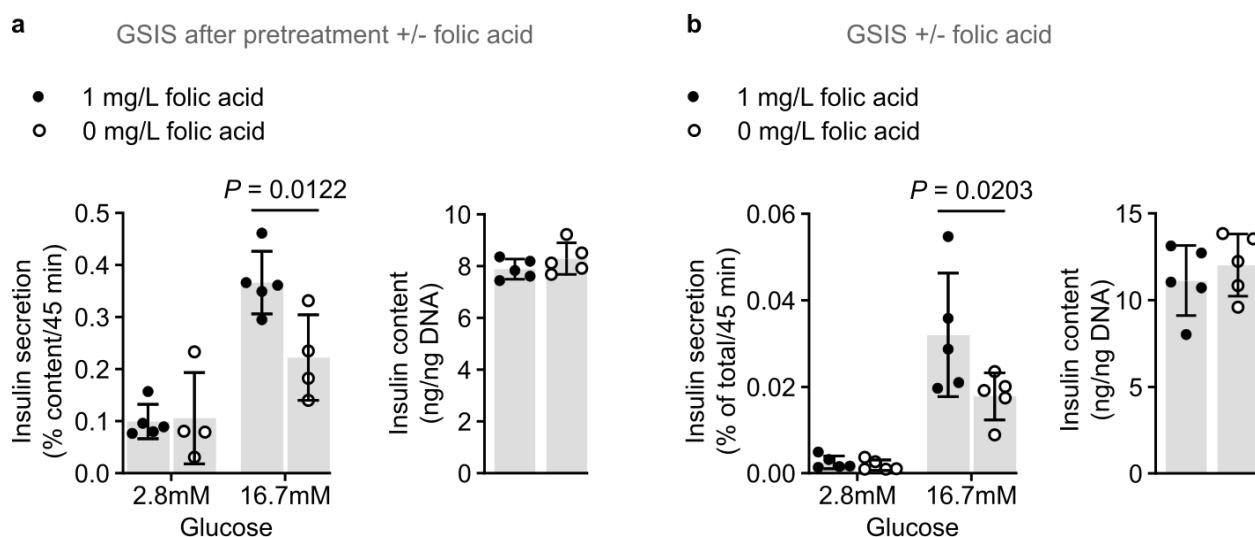 a
GSIS after pretreatment +/- folic acid
1 mg/L folic acid
0 mg/L folic acid
P = 0.0122
Insulin secretion
(% content/45 min)
0.5
0.4
0.3
0.2
0.1
0.0
2.8mM
16.7mM
Glucose
Insulin content
(ng/ng DNA)
10
8
6
4
2
0
b
GSIS +/- folic acid
1 mg/L folic acid
0 mg/L folic acid
P = 0.0203
Insulin secretion
(% of total/45 min)
0.06
0.04
0.02
0.00
2.8mM
16.7mM
Glucose
Insulin content
(ng/ng DNA)
15
10
5
0